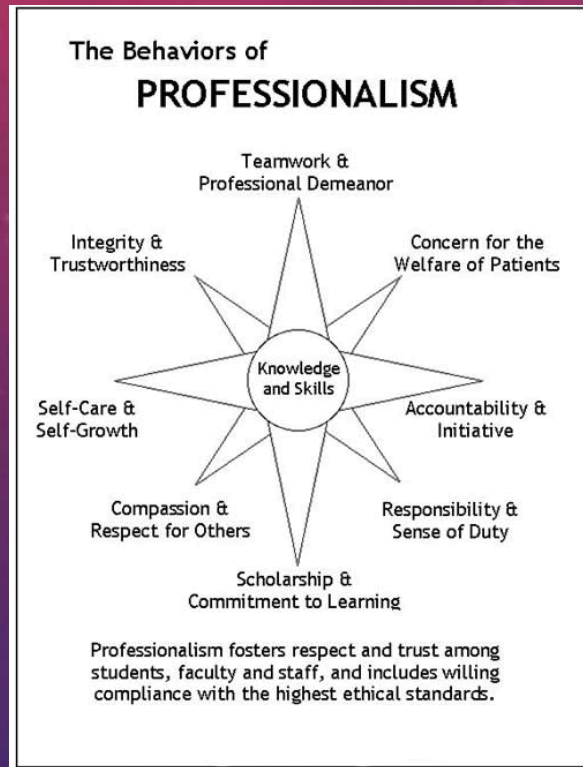 The Behaviors of
PROFESSIONALISM
Teamwork &
Professional Demeanor
Integrity &
Trustworthiness
Concern for the
Welfare of Patients
Knowledge
and Skills
Self-Care &
Self-Growth
Accountability &
Initiative
Compassion &
Respect for Others
Responsibility &
Sense of Duty
Scholarship &
Commitment to Learning
Professionalism fosters respect and trust among
students, faculty and staff, and includes willing
compliance with the highest ethical standards.